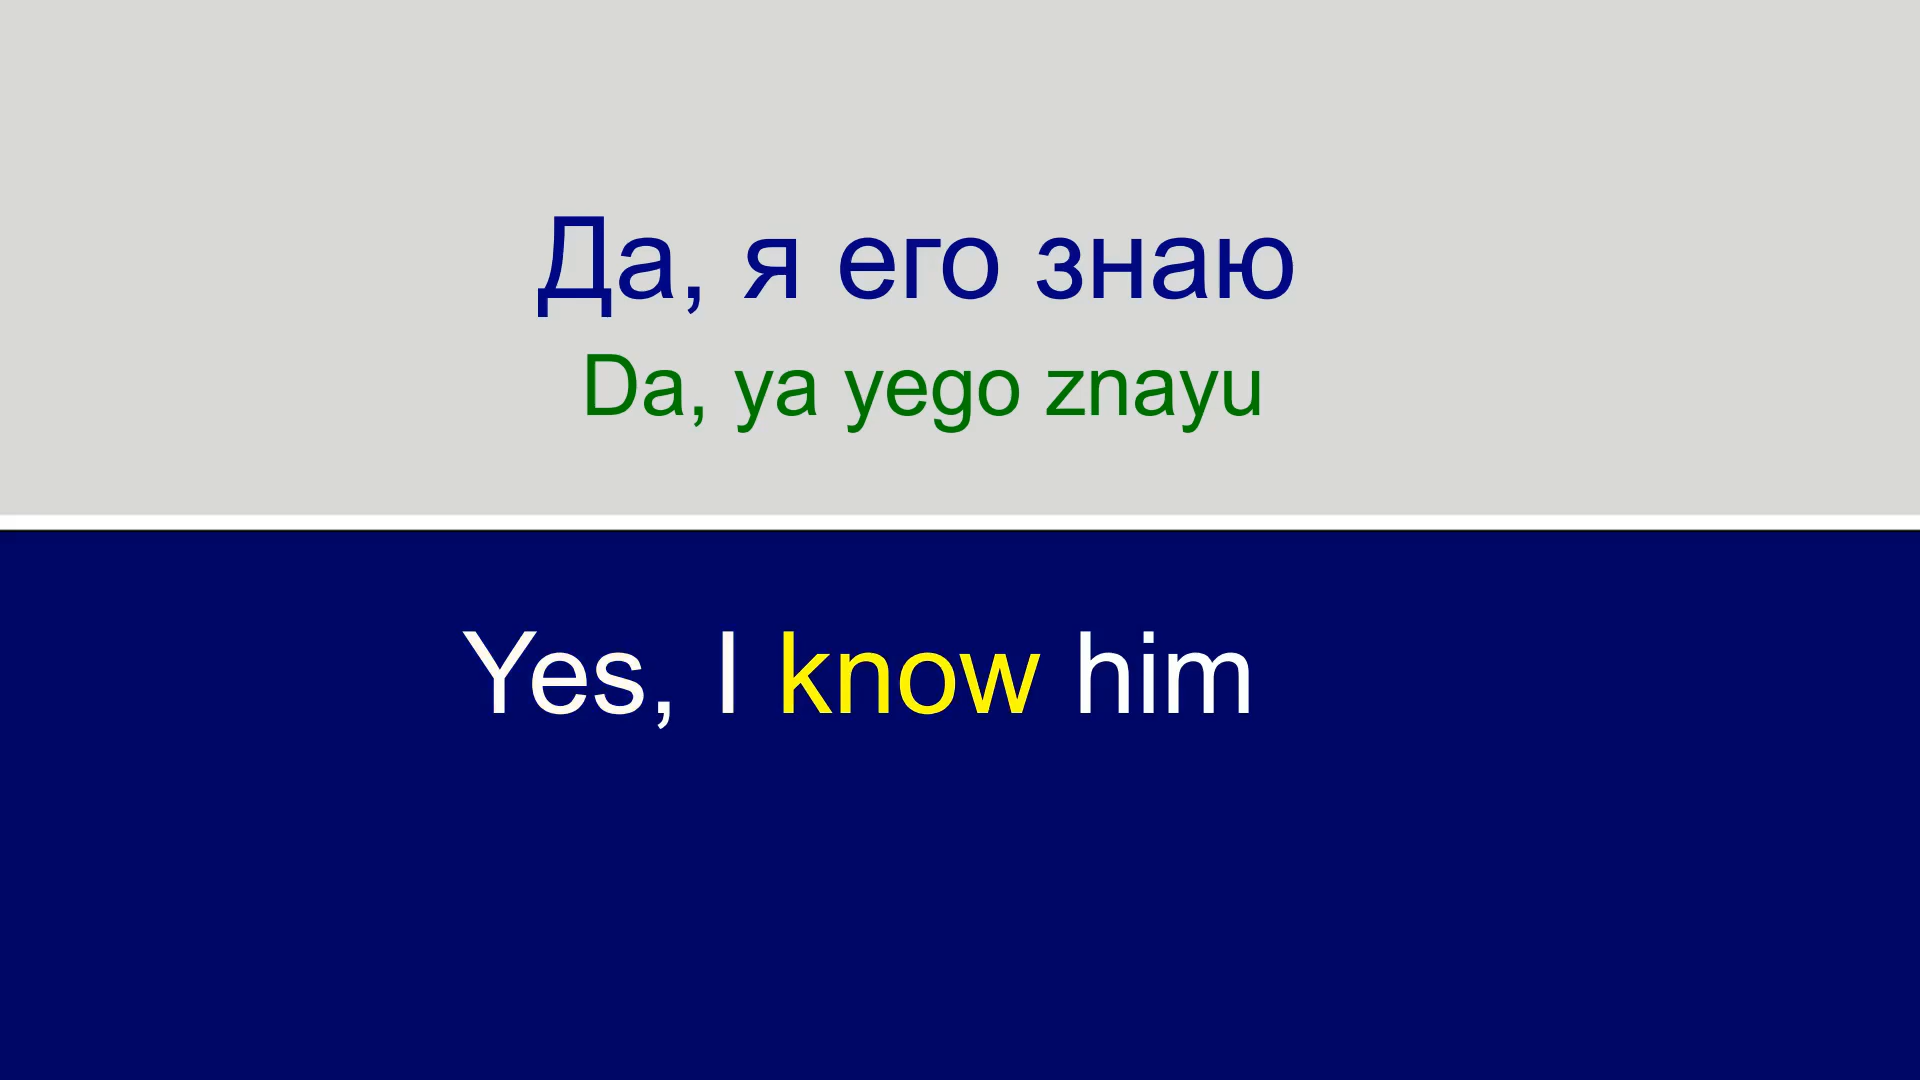 Да, я его знаю
Da, ya yego znayu
Yes, I know him